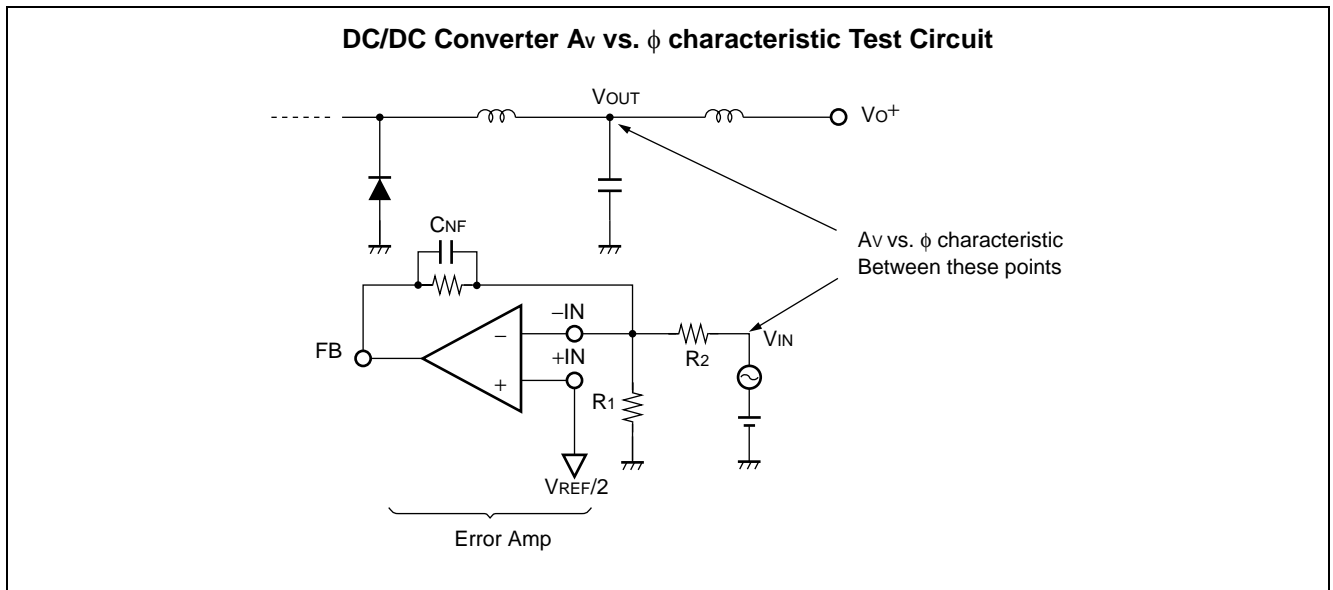 DC/DC Converter AV vs. ϕ characteristic Test Circuit
VOUT
VO+
CNF
AV vs. ϕ characteristic
Between these points
−IN
FB
−
VIN
R2
+IN
+
R1
VREF/2
Error Amp